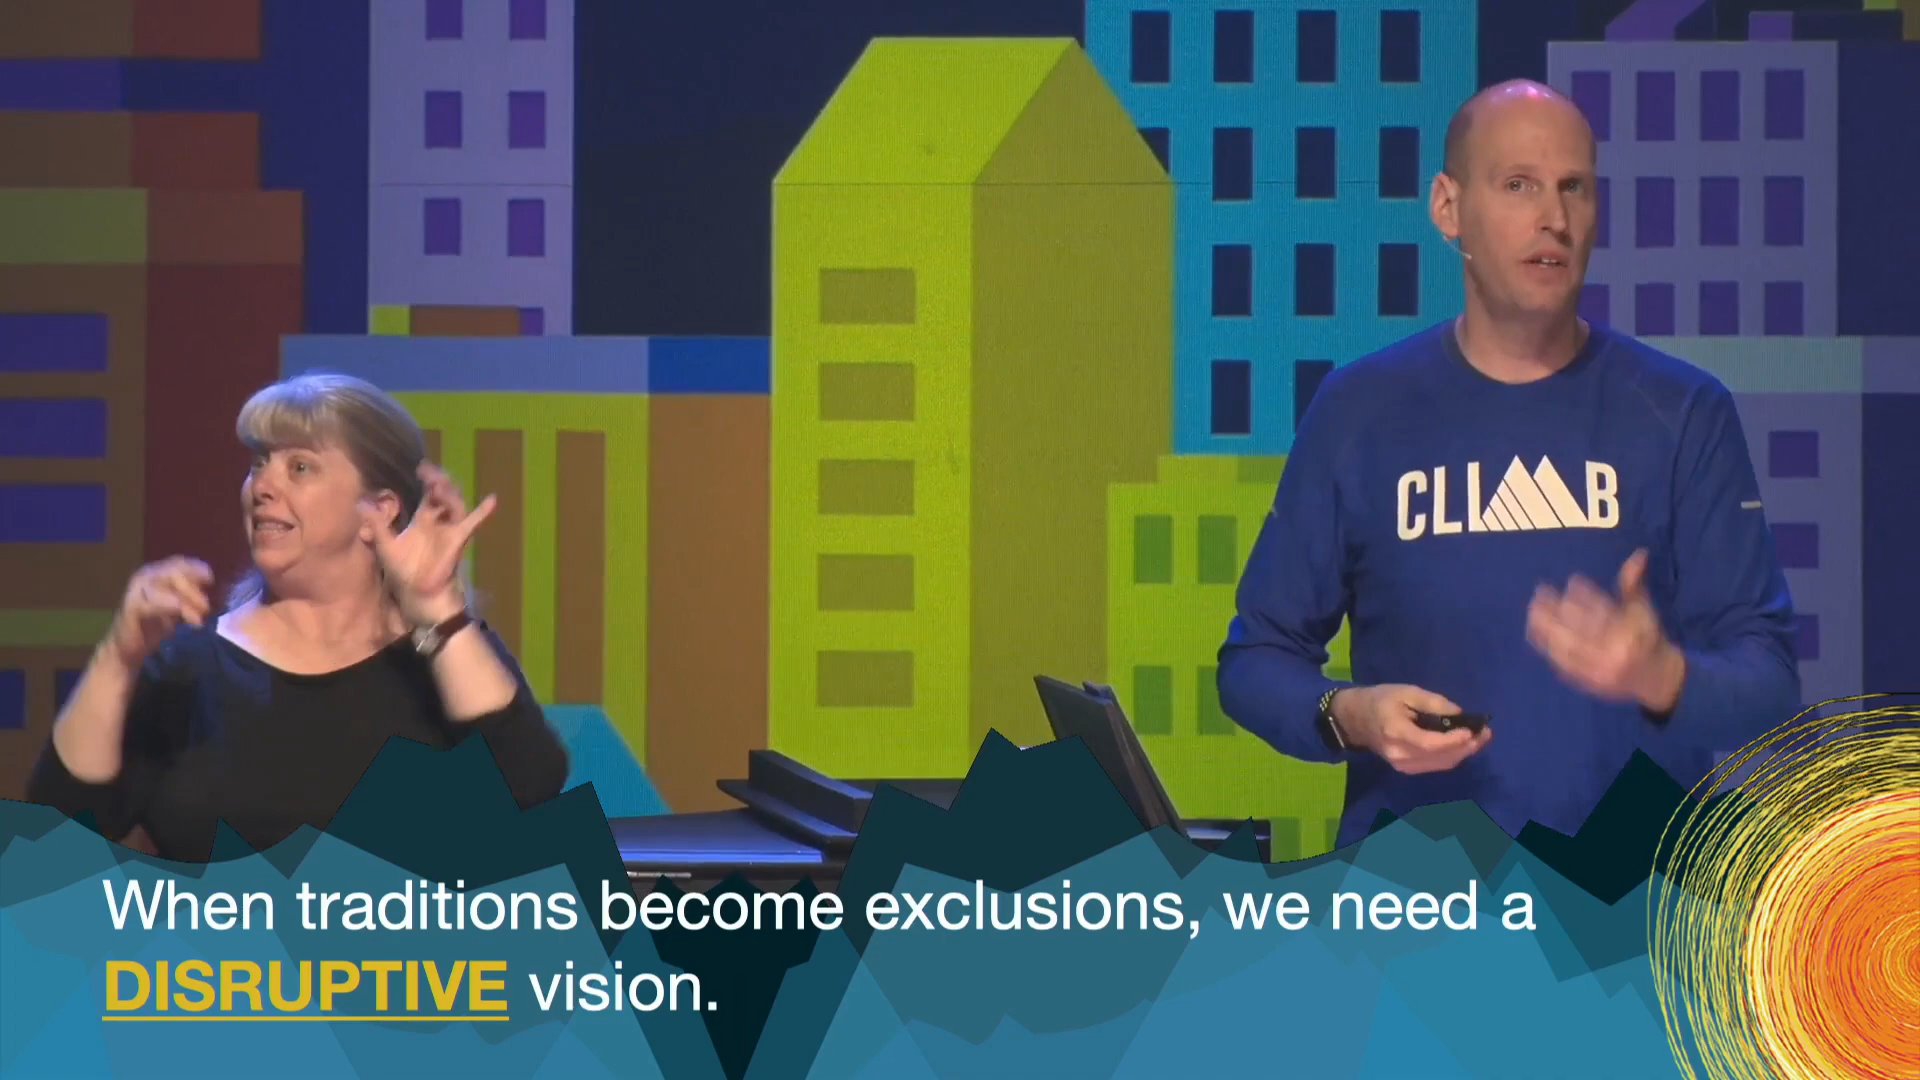 CLIMB
When traditions become exclusions, we need a
DISRUPTIVE vision.